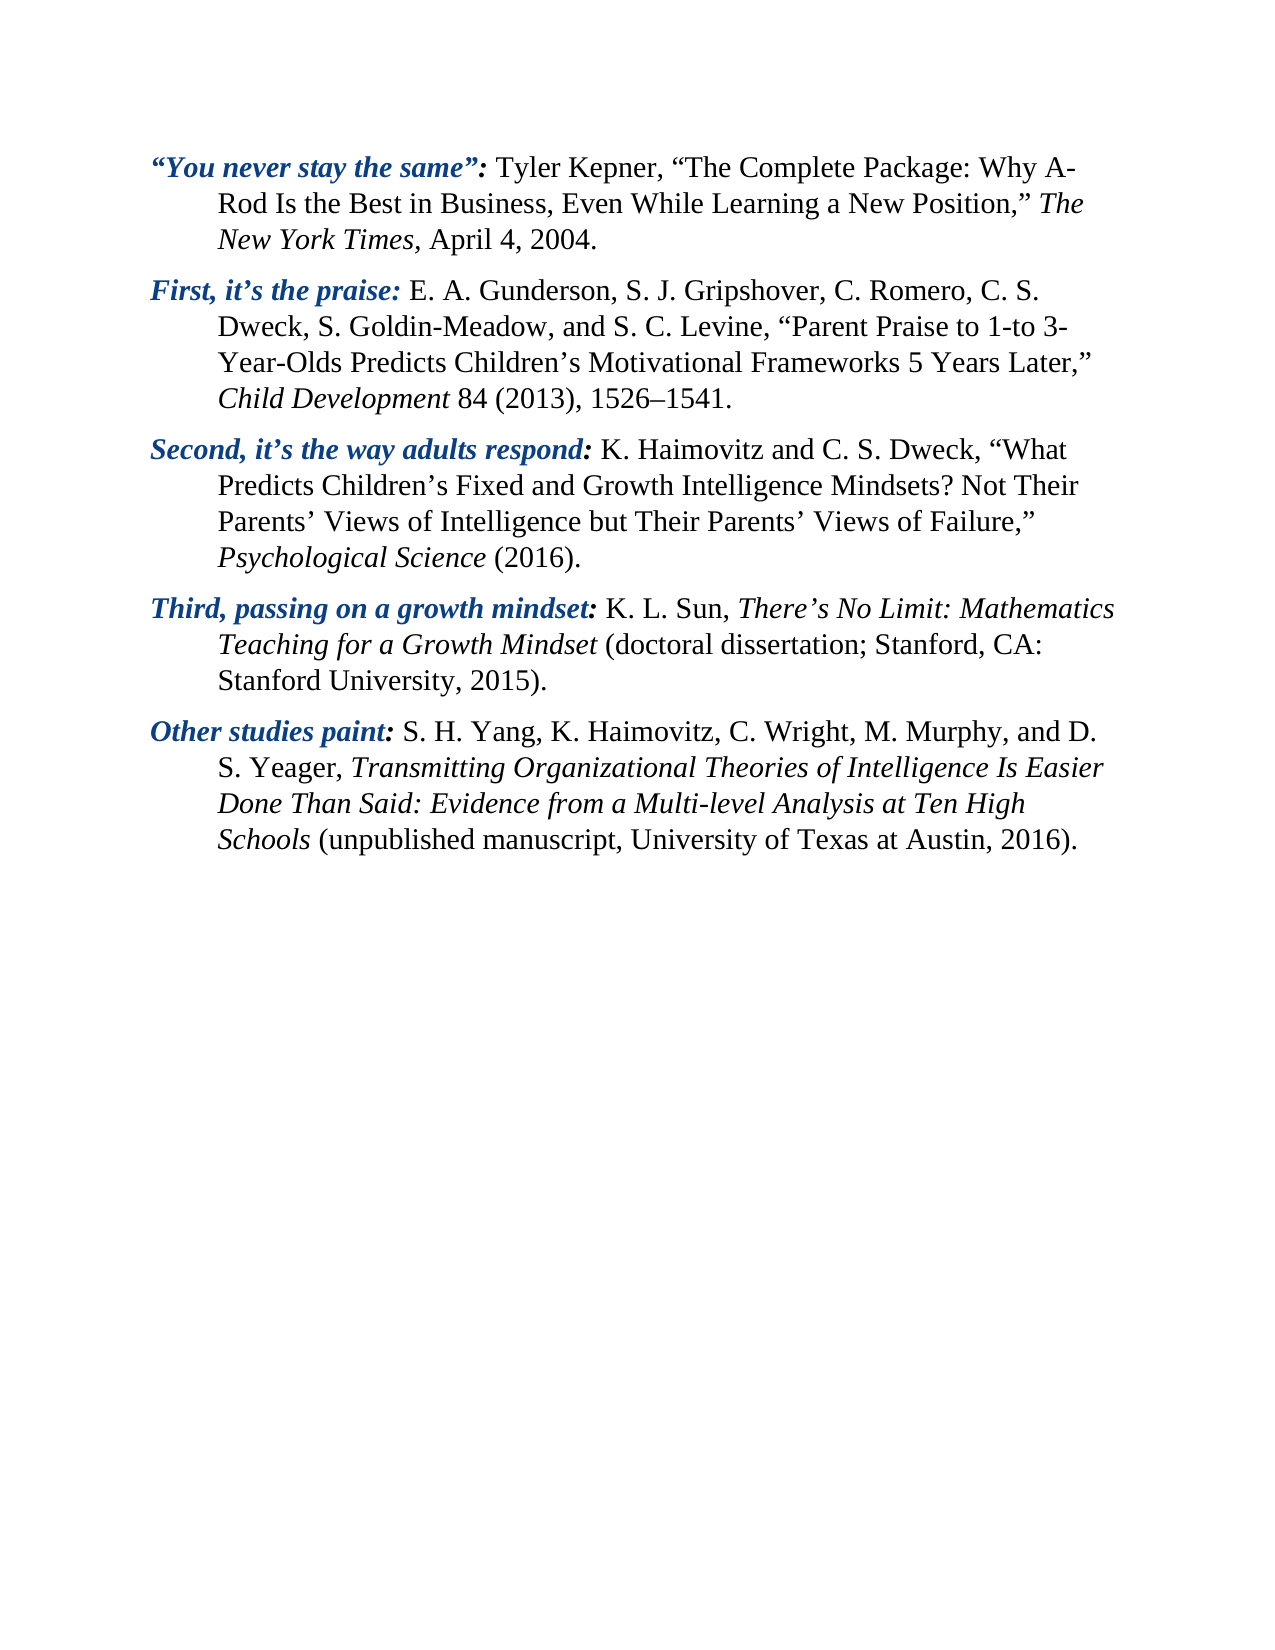 “You never stay the same”: Tyler Kepner, “The Complete Package: Why A-
Rod Is the Best in Business, Even While Learning a New Position,” The
New York Times, April 4, 2004.
First, it’s the praise: E. A. Gunderson, S. J. Gripshover, C. Romero, C. S.
Dweck, S. Goldin-Meadow, and S. C. Levine, “Parent Praise to 1-to 3-
Year-Olds Predicts Children’s Motivational Frameworks 5 Years Later,”
Child Development 84 (2013), 1526–1541.
Second, it’s the way adults respond: K. Haimovitz and C. S. Dweck, “What
Predicts Children’s Fixed and Growth Intelligence Mindsets? Not Their
Parents’ Views of Intelligence but Their Parents’ Views of Failure,”
Psychological Science (2016).
Third, passing on a growth mindset: K. L. Sun, There’s No Limit: Mathematics
Teaching for a Growth Mindset (doctoral dissertation; Stanford, CA:
Stanford University, 2015).
Other studies paint: S. H. Yang, K. Haimovitz, C. Wright, M. Murphy, and D.
S. Yeager, Transmitting Organizational Theories of Intelligence Is Easier
Done Than Said: Evidence from a Multi-level Analysis at Ten High
Schools (unpublished manuscript, University of Texas at Austin, 2016).